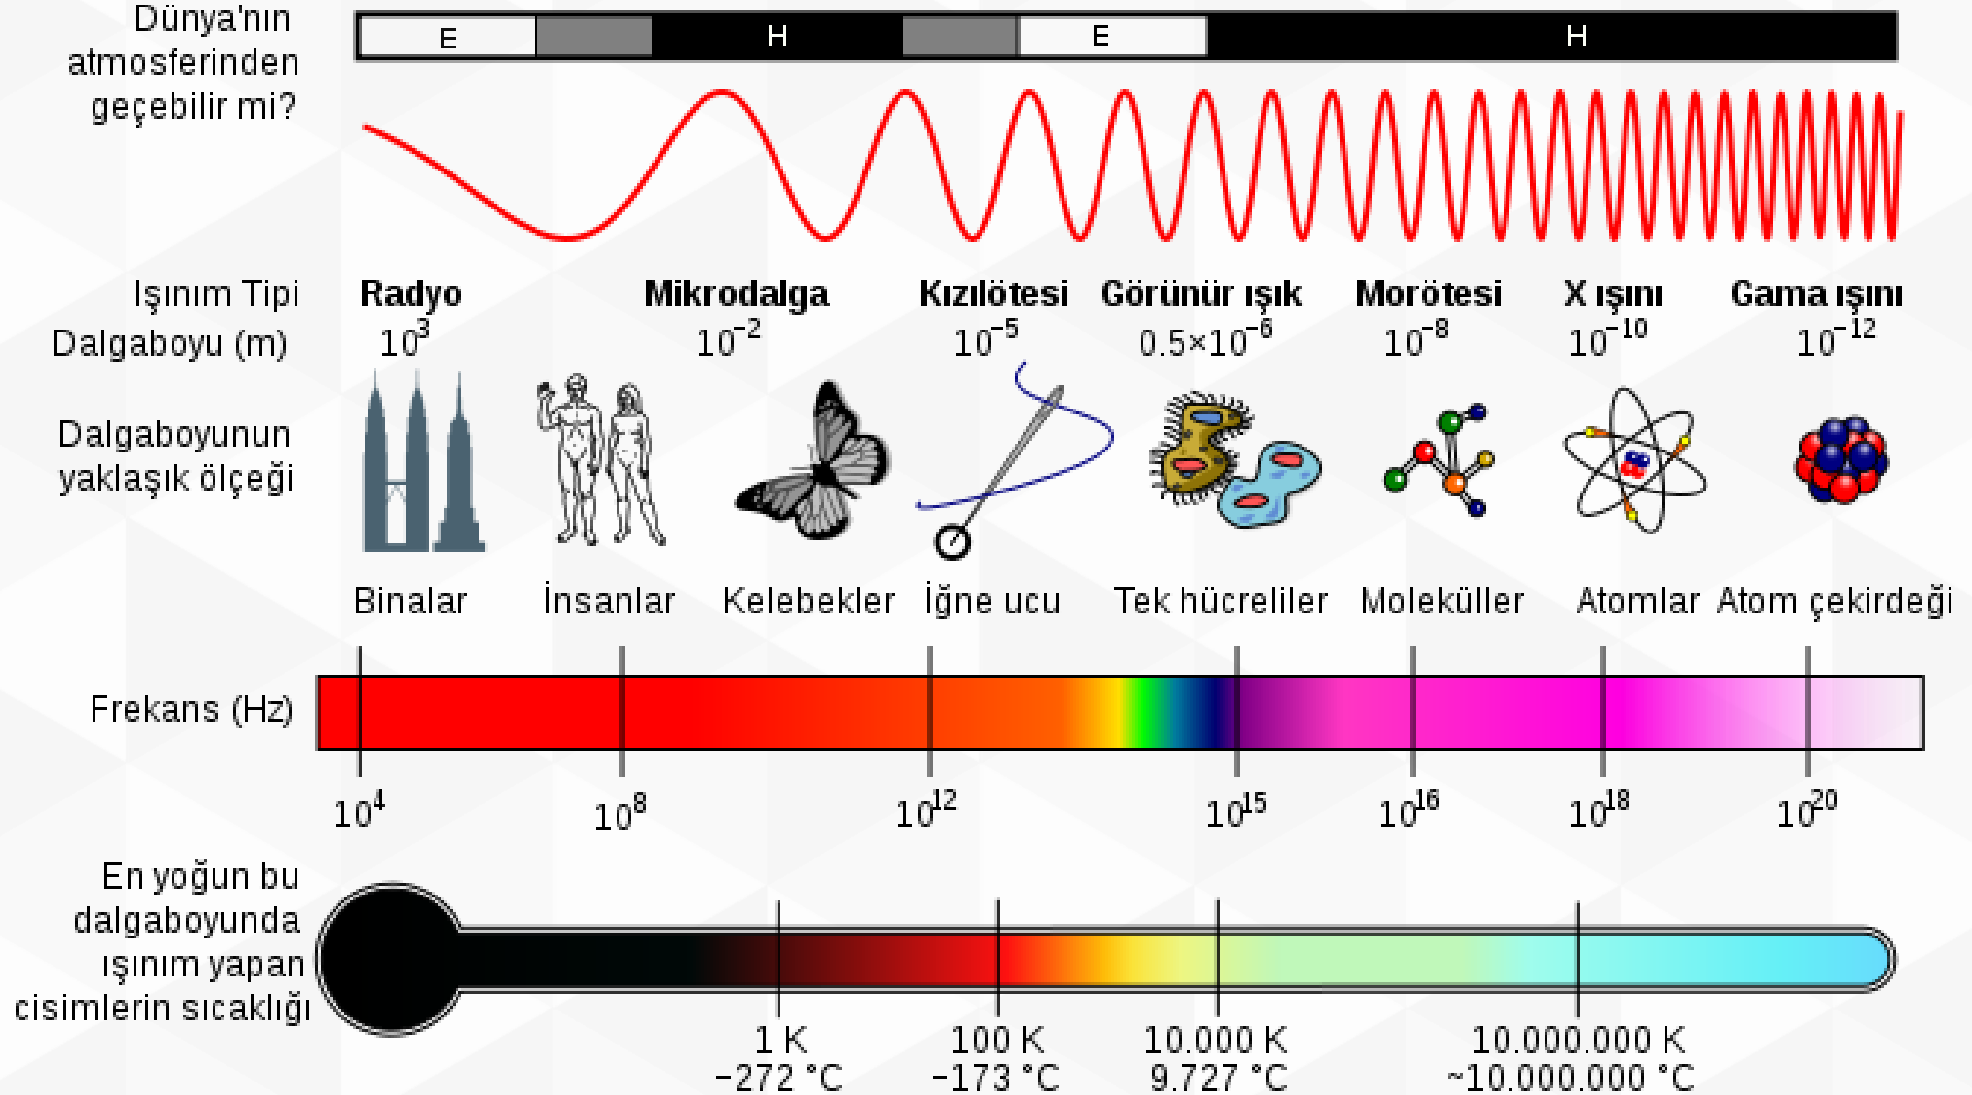 Dünya'nın
atmosferinden
geçebilir mi?
E H E H
Işınım Tipi Radyo Mikrodalga Kızılötesi Görünür ışık Morötesi X ışını Gama ışını
Dalgaboyu (m) 10³ 10⁻² 10⁻⁵ 0.5×10⁻⁶ 10⁻⁸ 10⁻¹⁰ 10⁻¹²
Dalgaboyunun
yaklaşık ölçeği
Binalar İnsanlar Kelebekler İğne ucu Tek hücreliler Moleküller Atomlar Atom çekirdeği
Frekans (Hz)
10⁴ 10⁸ 10¹² 10¹⁵ 10¹⁶ 10¹⁸ 10²⁰
En yoğun bu
dalgaboyunda
ışınım yapan
cisimlerin sıcaklığı
1 K 100 K 10.000 K 10.000.000 K
−272 °C −173 °C 9.727 °C ~10.000.000 °C